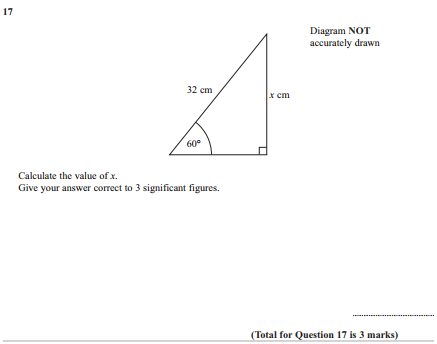 17
Diagram NOT
accurately drawn
32 cm
x cm
60°
Calculate the value of x.
Give your answer correct to 3 significant figures.
................................
(Total for Question 17 is 3 marks)